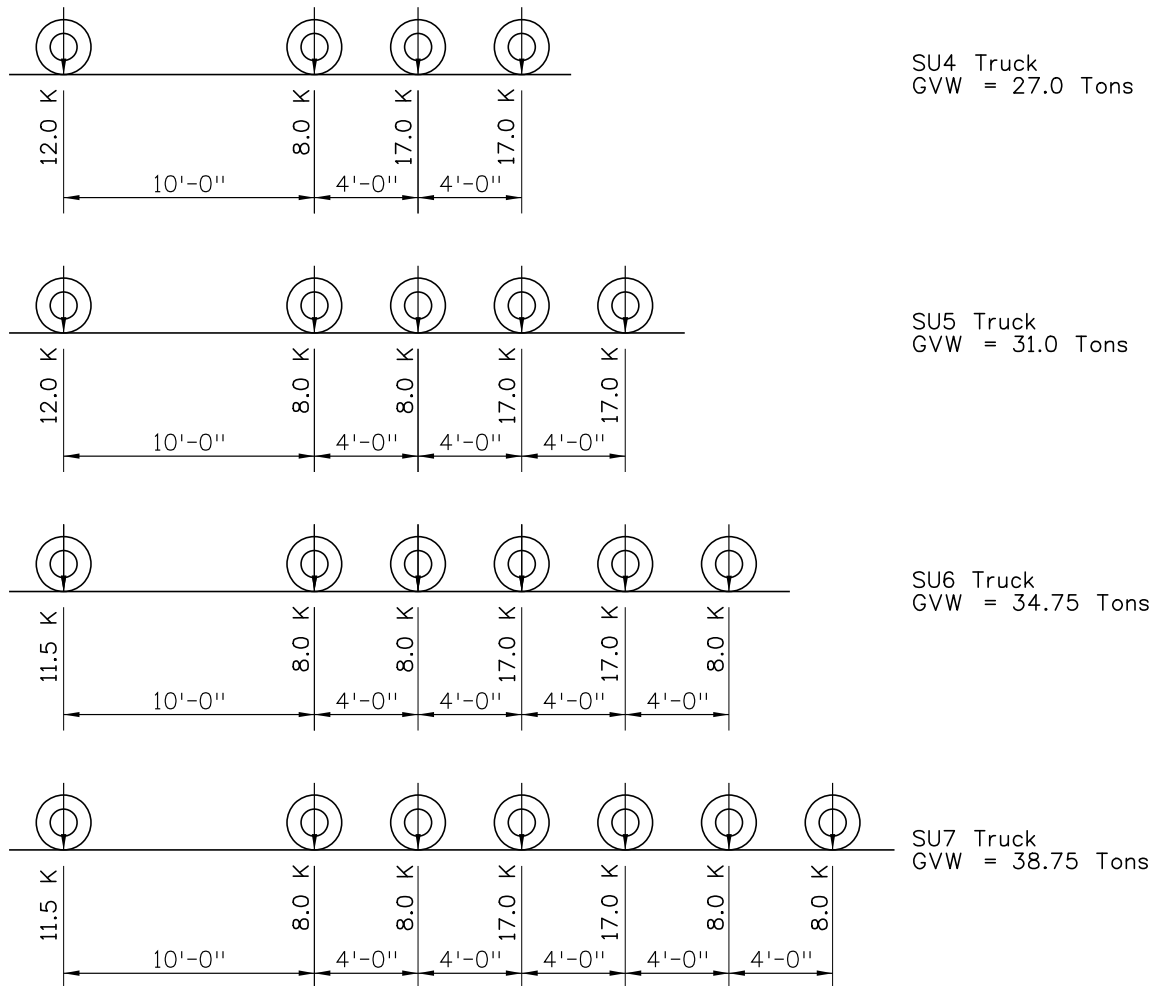 SU4 Truck
GVW = 27.0 Tons
12.0 K
8.0 K
17.0 K
17.0 K
10'-0"
4'-0"
4'-0"
SU5 Truck
GVW = 31.0 Tons
12.0 K
8.0 K
8.0 K
17.0 K
17.0 K
10'-0"
4'-0"
4'-0"
4'-0"
SU6 Truck
GVW = 34.75 Tons
11.5 K
8.0 K
8.0 K
17.0 K
17.0 K
8.0 K
10'-0"
4'-0"
4'-0"
4'-0"
4'-0"
SU7 Truck
GVW = 38.75 Tons
11.5 K
8.0 K
8.0 K
17.0 K
17.0 K
8.0 K
8.0 K
10'-0"
4'-0"
4'-0"
4'-0"
4'-0"
4'-0"